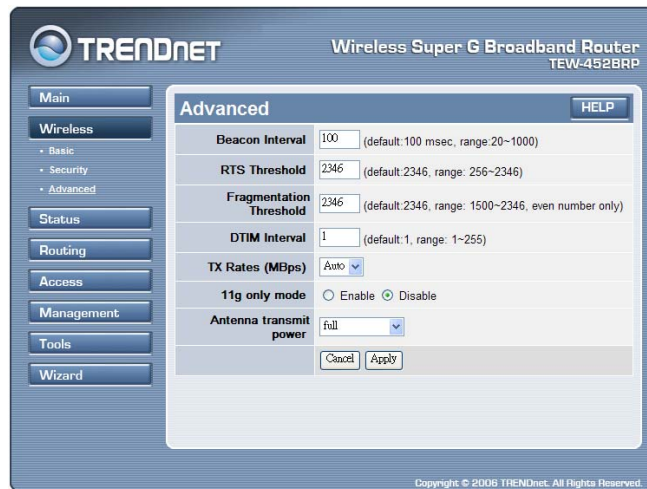 TRENDNET
Wireless Super G Broadband Router
TEW-452BRP
Main
Wireless
Basic
Security
Advanced
Status
Routing
Access
Management
Tools
Wizard
Advanced
HELP
Beacon Interval 100 (default:100 msec, range:20~1000)
RTS Threshold 2346 (default:2346, range: 256~2346)
Fragmentation
Threshold 2346 (default:2346, range: 1500~2346, even number only)
DTIM Interval 1 (default:1, range: 1~255)
TX Rates (MBps) Auto
11g only mode Enable Disable
Antenna transmit
power full
Cancel Apply
Copyright © 2006 TRENDnet. All Rights Reserved.